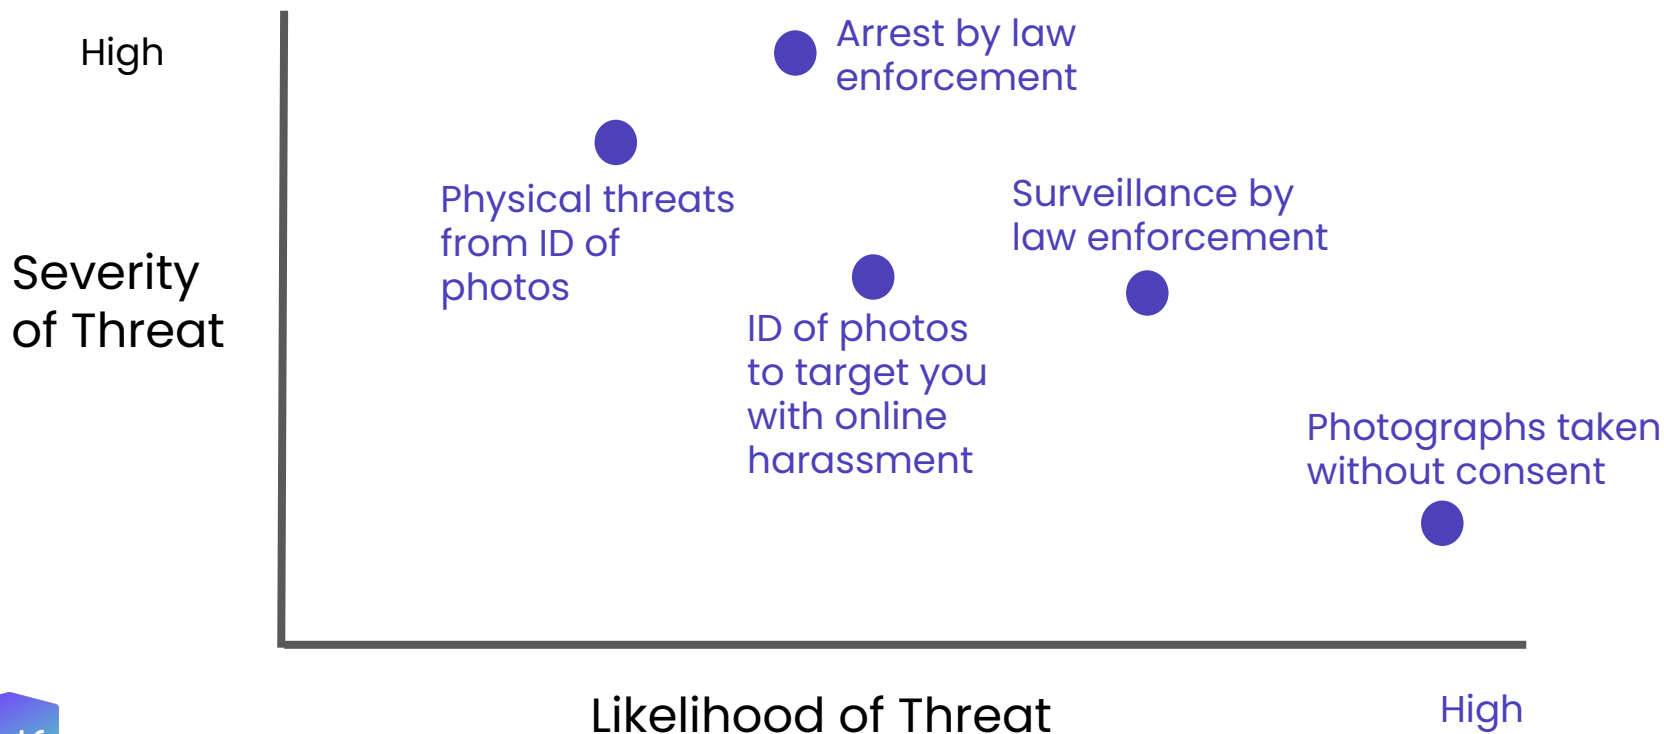 High
Arrest by law
enforcement
Physical threats
from ID of
photos
Surveillance by
law enforcement
Severity
of Threat
ID of photos
to target you
with online
harassment
Photographs taken
without consent
Likelihood of Threat
High